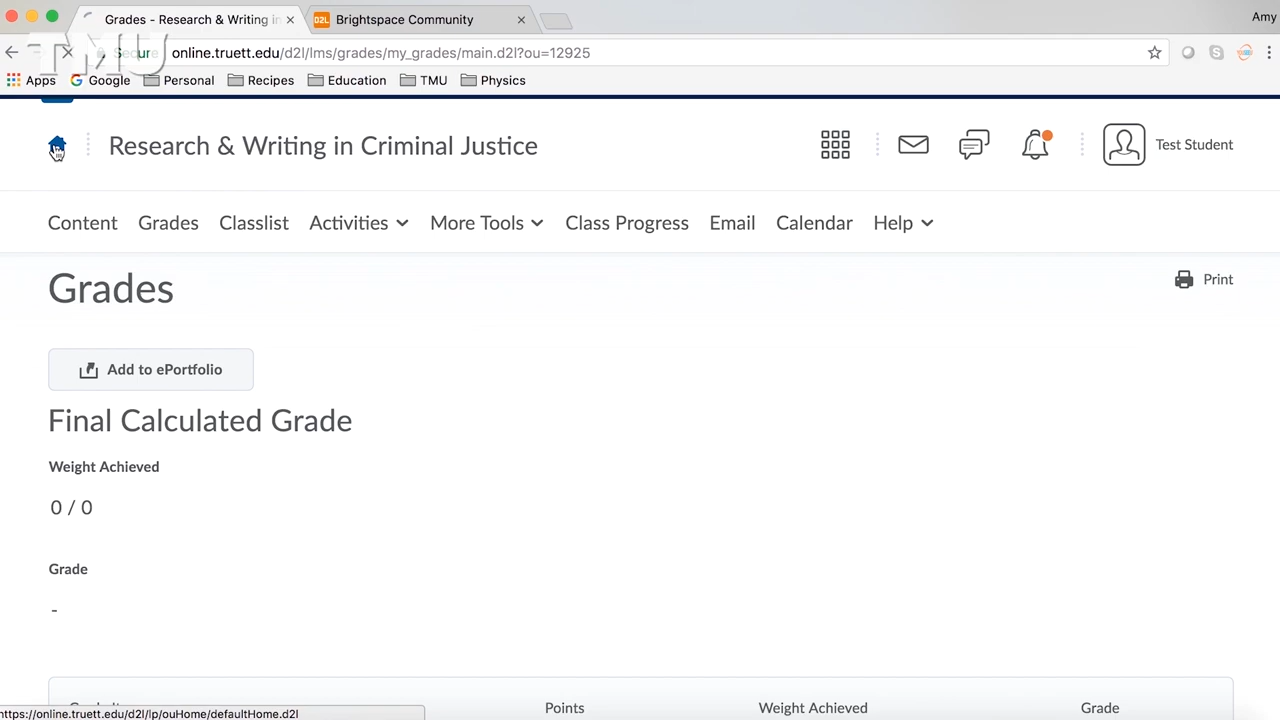 Grades - Research & Writing in
Brightspace Community
Amy
TMU
Secure
online.truett.edu/d2l/lms/grades/my_grades/main.d2l?ou=12925
Apps
Google
Personal
Recipes
Education
TMU
Physics
Research & Writing in Criminal Justice
Test Student
Content
Grades
Classlist
Activities
More Tools
Class Progress
Email
Calendar
Help
Grades
Print
Add to ePortfolio
Final Calculated Grade
Weight Achieved
0 / 0
Grade
-
Points
Weight Achieved
Grade
https://online.truett.edu/d2l/lp/ouHome/defaultHome.d2l